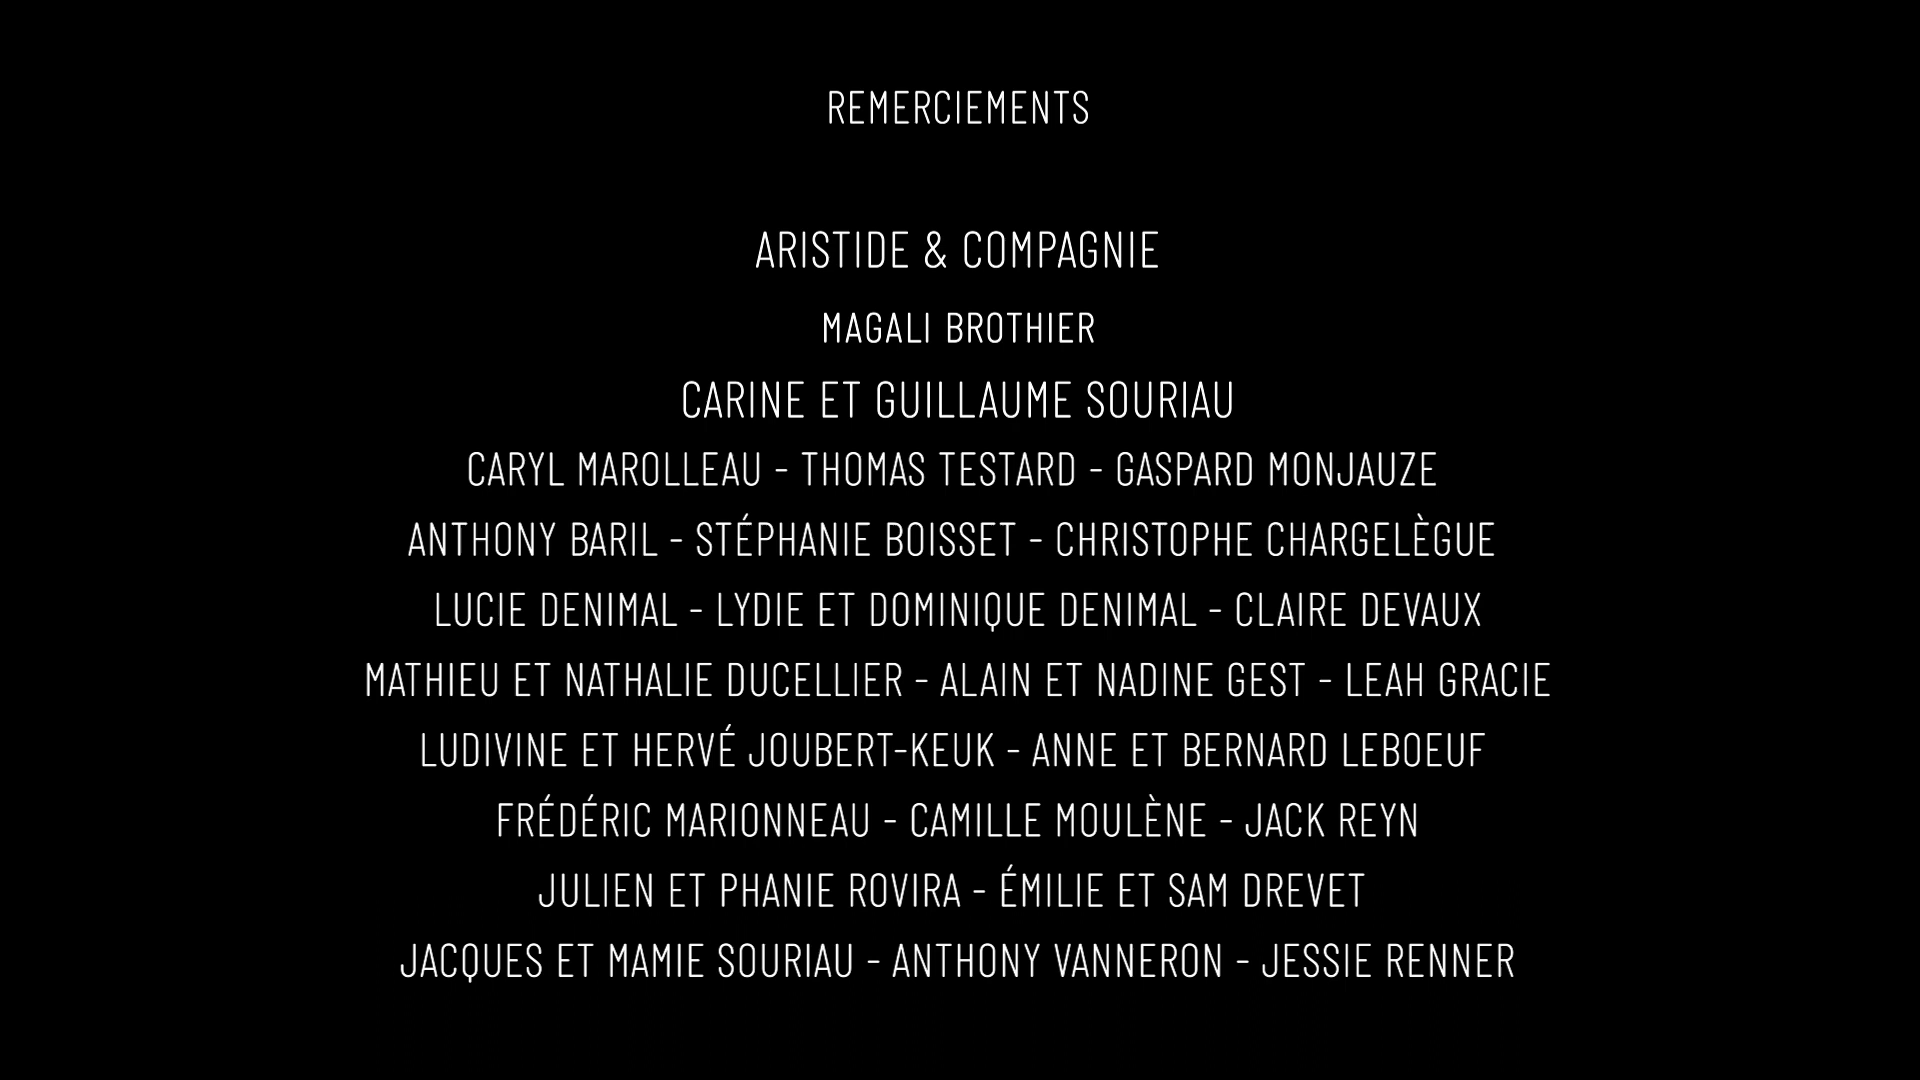 REMERCIEMENTS
ARISTIDE & COMPAGNIE
MAGALI BROTHIER
CARINE ET GUILLAUME SOURIAU
CARYL MAROLLEAU - THOMAS TESTARD - GASPARD MONJAUZE
ANTHONY BARIL - STÉPHANIE BOISSET - CHRISTOPHE CHARGELÈGUE
LUCIE DENIMAL - LYDIE ET DOMINIQUE DENIMAL - CLAIRE DEVAUX
MATHIEU ET NATHALIE DUCELLIER - ALAIN ET NADINE GEST - LEAH GRACIE
LUDIVINE ET HERVÉ JOUBERT-KEUK - ANNE ET BERNARD LEBOEUF
FRÉDÉRIC MARIONNEAU - CAMILLE MOULÈNE - JACK REYN
JULIEN ET PHANIE ROVIRA - ÉMILIE ET SAM DREVET
JACQUES ET MAMIE SOURIAU - ANTHONY VANNERON - JESSIE RENNER